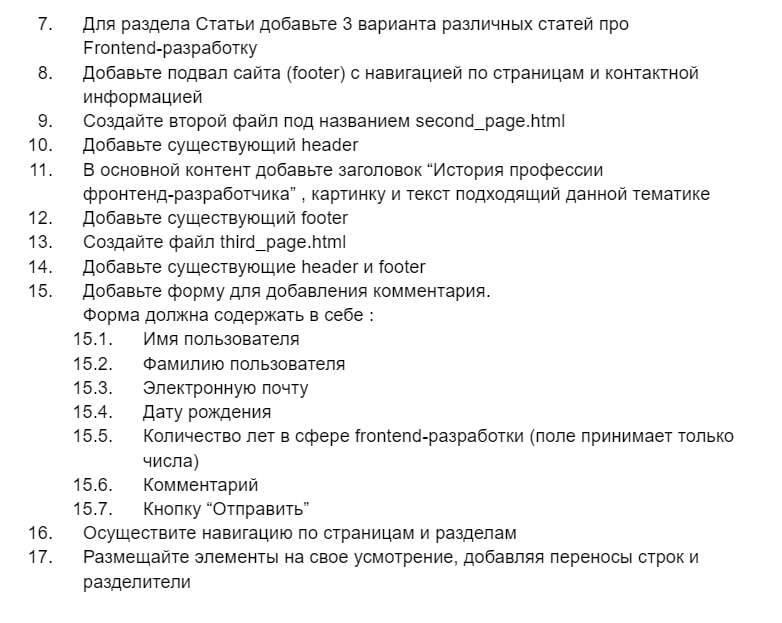 7. Для раздела Статьи добавьте 3 варианта различных статей про
Frontend-разработку
8. Добавьте подвал сайта (footer) с навигацией по страницам и контактной
информацией
9. Создайте второй файл под названием second_page.html
10. Добавьте существующий header
11. В основной контент добавьте заголовок “История профессии
фронтенд-разработчика” , картинку и текст подходящий данной тематике
12. Добавьте существующий footer
13. Создайте файл third_page.html
14. Добавьте существующие header и footer
15. Добавьте форму для добавления комментария.
Форма должна содержать в себе :
15.1. Имя пользователя
15.2. Фамилию пользователя
15.3. Электронную почту
15.4. Дату рождения
15.5. Количество лет в сфере frontend-разработки (поле принимает только
числа)
15.6. Комментарий
15.7. Кнопку “Отправить”
16. Осуществите навигацию по страницам и разделам
17. Размещайте элементы на свое усмотрение, добавляя переносы строк и
разделители